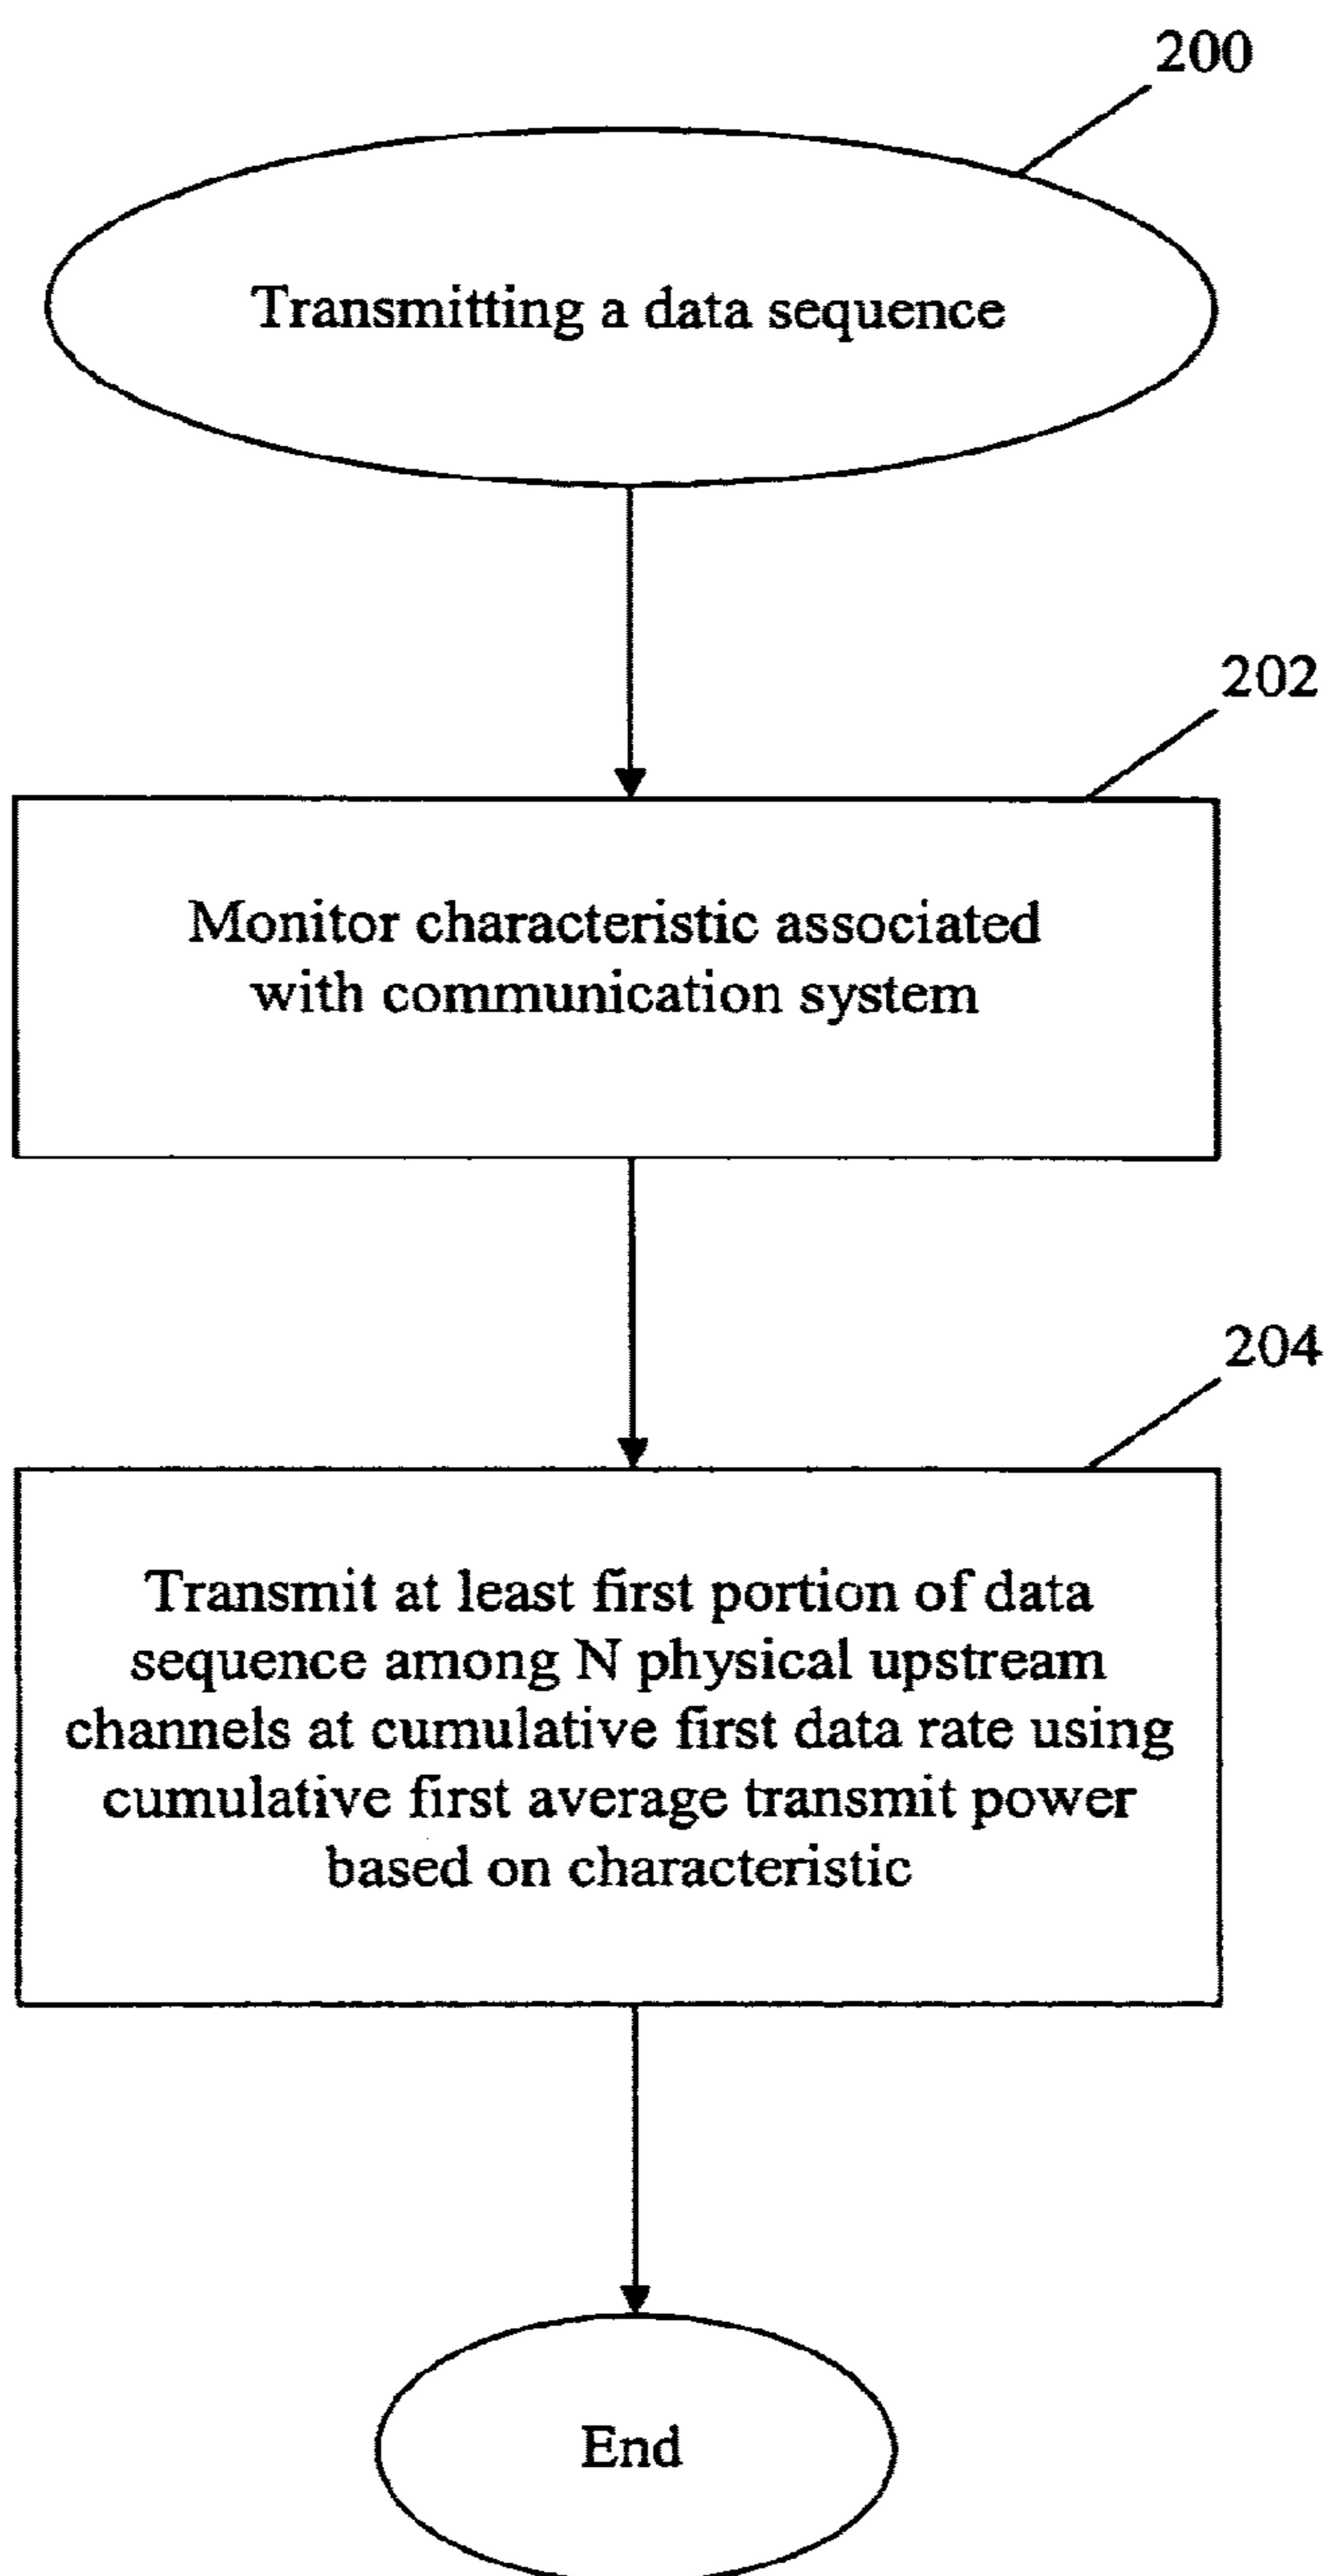 200
Transmitting a data sequence
202
Monitor characteristic associated
with communication system
204
Transmit at least first portion of data
sequence among N physical upstream
channels at cumulative first data rate using
cumulative first average transmit power
based on characteristic
End